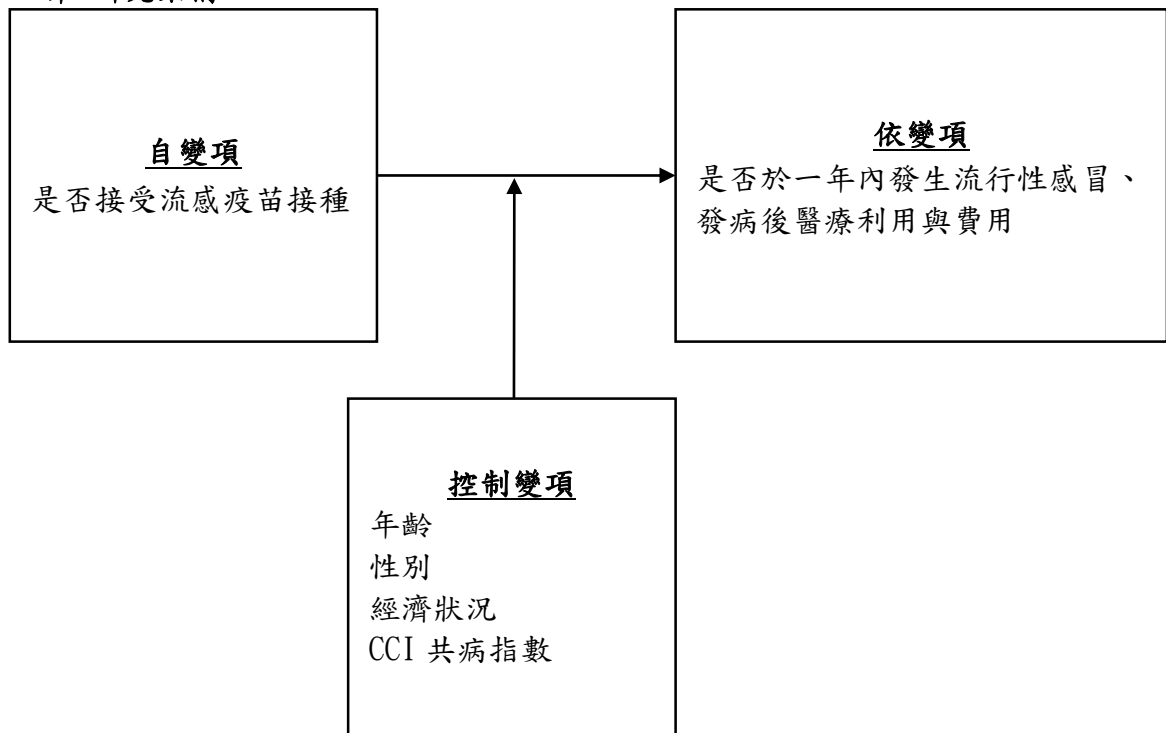 自變項
是否接受流感疫苗接種
依變項
是否於一年內發生流行性感冒、
發病後醫療利用與費用
控制變項
年齡
性別
經濟狀況
CCI 共病指數